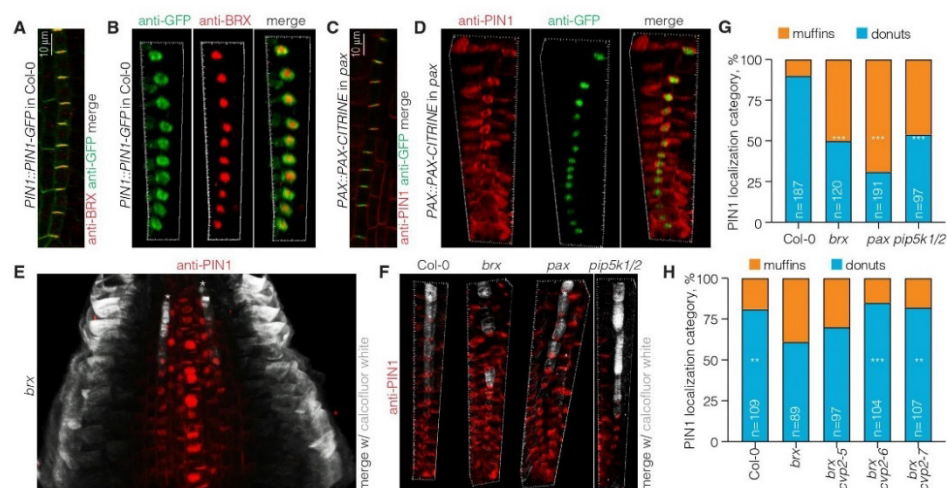 A
10 µm
PIN1::PIN1-GFP in Col-0
anti-BRX anti-GFP merge
B
anti-GFP anti-BRX merge
PIN1::PIN1-GFP in Col-0
C
10 µm
PAX::PAX-CITRINE in pax
anti-PIN1 anti-GFP merge
D
anti-PIN1 anti-GFP merge
PAX::PAX-CITRINE in pax
E
anti-PIN1
brx
merge w/ calcofluor white
F
Col-0 brx pax pip5k1/2
anti-PIN1
merge w/ calcofluor white
G
muffins donuts
PIN1 localization category, %
100
75
50
25
0
*** *** ***
n=187 n=120 n=191 n=97
Col-0 brx pax pip5k1/2
H
muffins donuts
PIN1 localization category, %
100
75
50
25
0
** *** **
n=109 n=89 n=97 n=104 n=107
Col-0
brx
brx cvp2-5
brx cvp2-6
brx cvp2-7